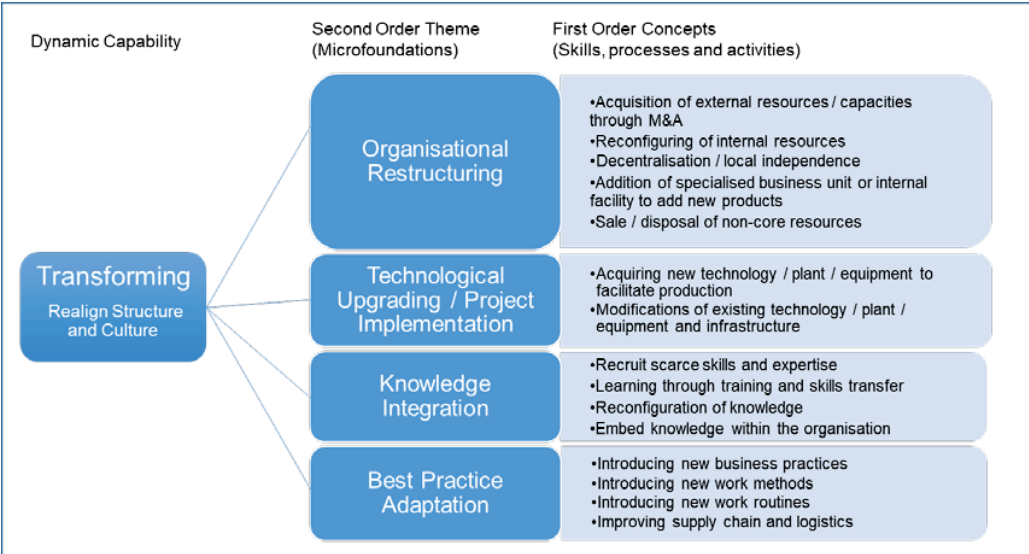 Dynamic Capability
Second Order Theme
(Microfoundations)
First Order Concepts
(Skills, processes and activities)
Transforming
Realign Structure
and Culture
Organisational
Restructuring
•Acquisition of external resources / capacities
through M&A
•Reconfiguring of internal resources
•Decentralisation / local independence
•Addition of specialised business unit or internal
facility to add new products
•Sale / disposal of non-core resources
Technological
Upgrading / Project
Implementation
•Acquiring new technology / plant / equipment to
facilitate production
•Modifications of existing technology / plant /
equipment and infrastructure
Knowledge
Integration
•Recruit scarce skills and expertise
•Learning through training and skills transfer
•Reconfiguration of knowledge
•Embed knowledge within the organisation
Best Practice
Adaptation
•Introducing new business practices
•Introducing new work methods
•Introducing new work routines
•Improving supply chain and logistics